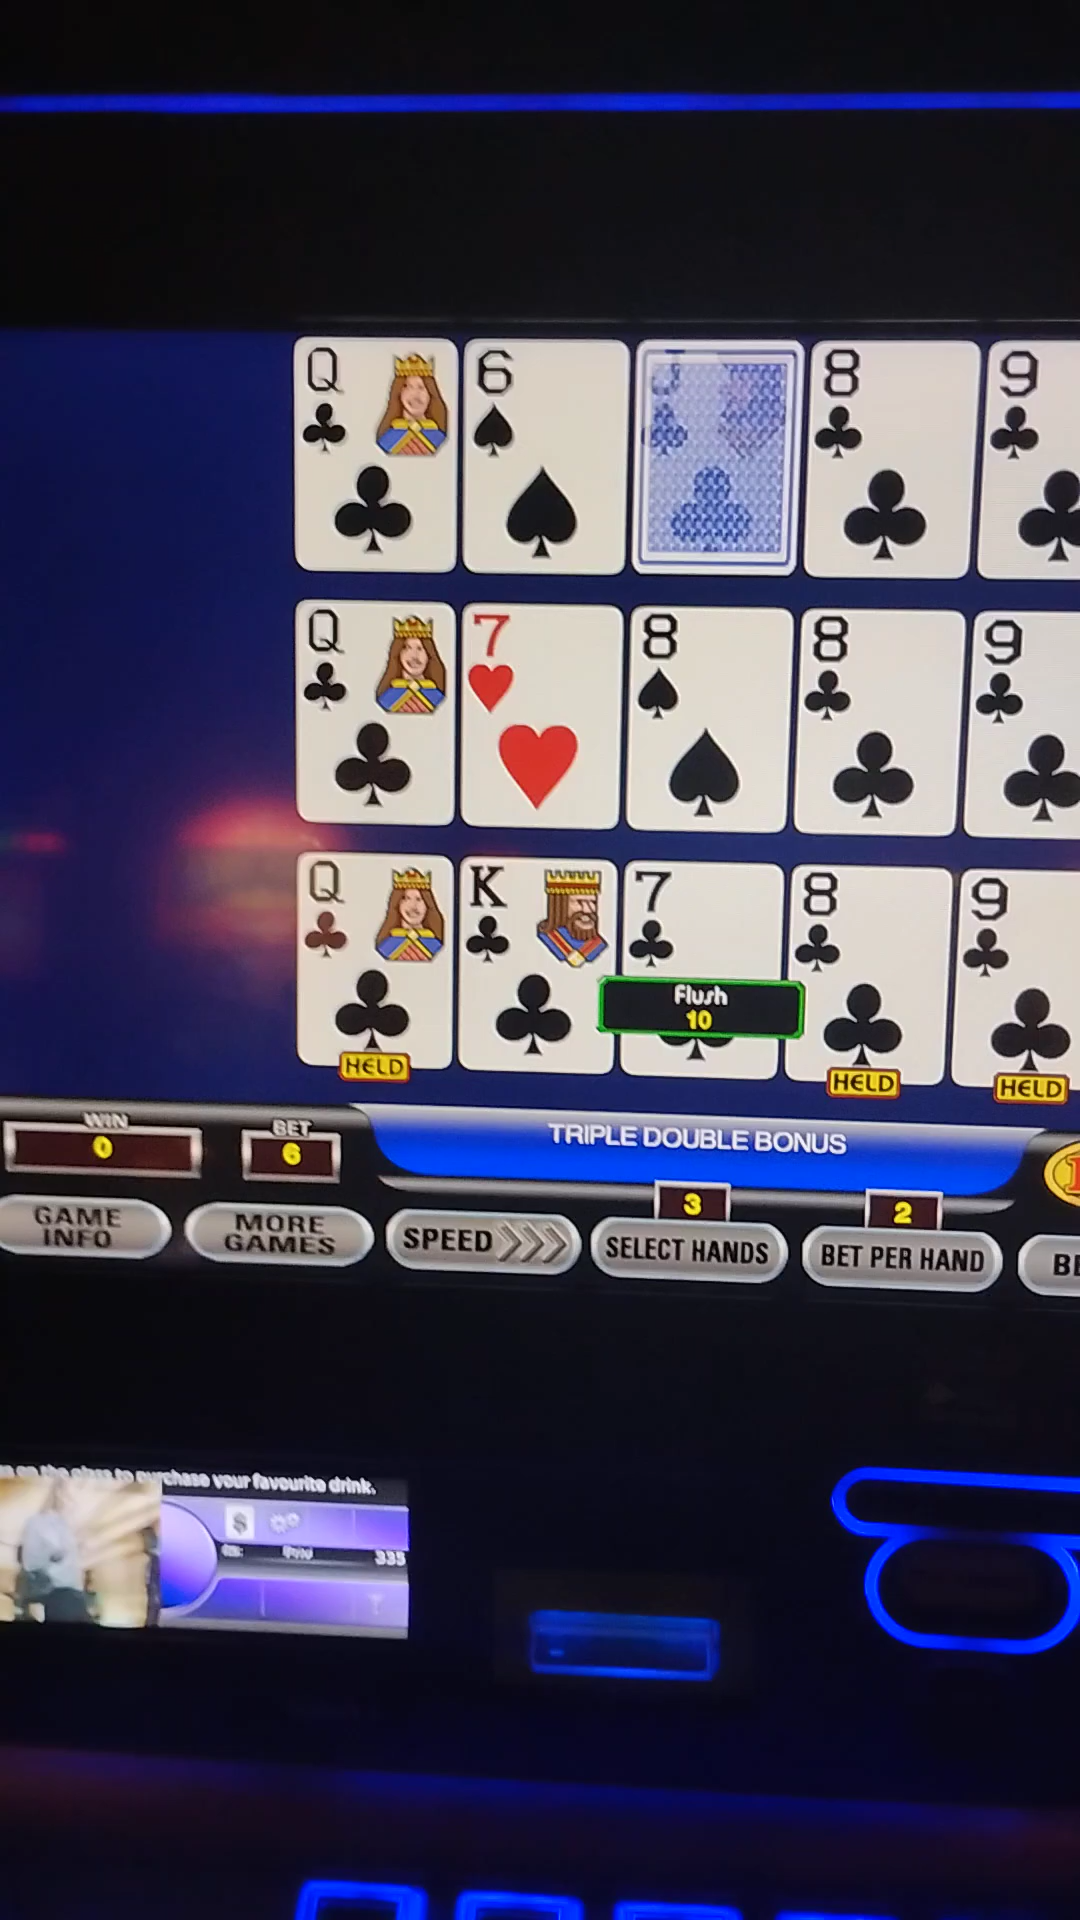 Q 6 J 8 9
Q 7 8 8 9
Q K 7 8 9
Flush
10
HELD HELD HELD
WIN
0
BET
6
TRIPLE DOUBLE BONUS
3
2
GAME
INFO
MORE
GAMES
SPEED
SELECT HANDS
BET PER HAND
to purchase your favourite drink.
$
335